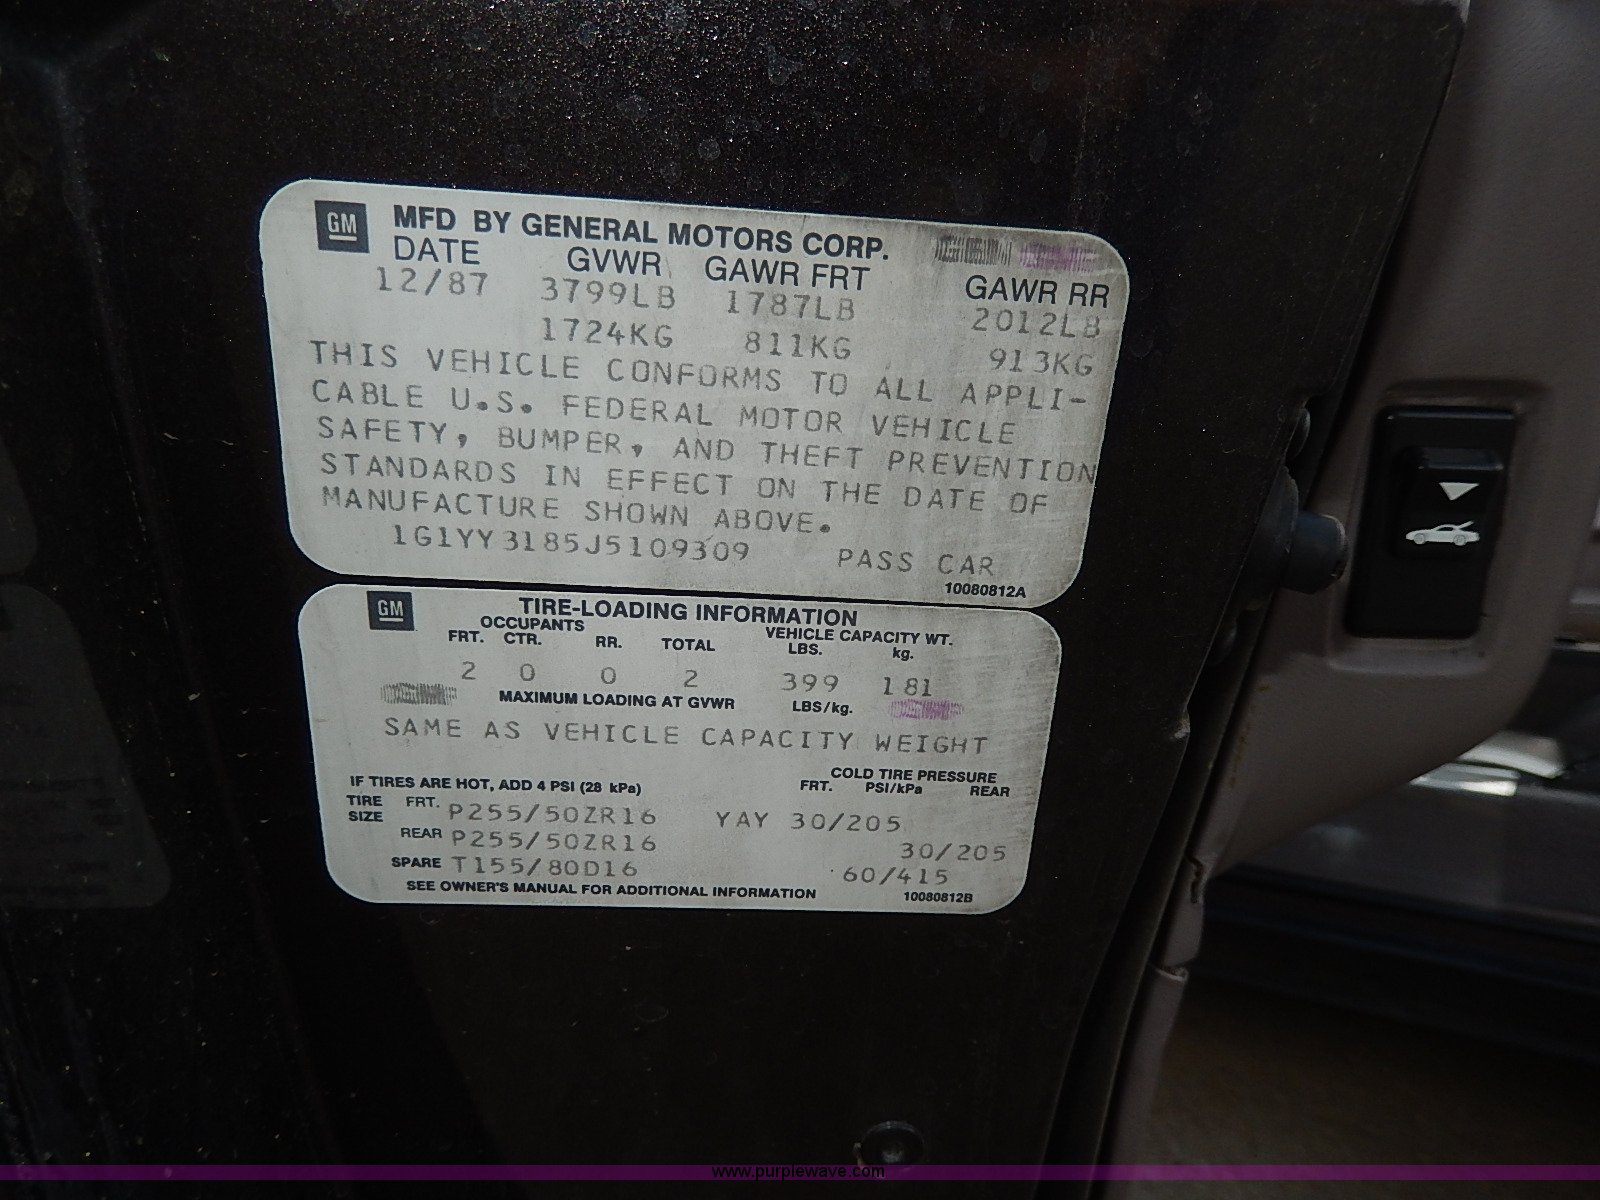 GM MFD BY GENERAL MOTORS CORP.
DATE GVWR GAWR FRT GAWR RR
12/87 3799LB 1787LB 2012LB
1724KG 811KG 913KG
THIS VEHICLE CONFORMS TO ALL APPLI-
CABLE U.S. FEDERAL MOTOR VEHICLE
SAFETY, BUMPER, AND THEFT PREVENTION
STANDARDS IN EFFECT ON THE DATE OF
MANUFACTURE SHOWN ABOVE.
1G1YY3185J5109309 PASS CAR
10080812A
GM TIRE-LOADING INFORMATION
OCCUPANTS VEHICLE CAPACITY WT.
FRT. CTR. RR. TOTAL LBS. kg.
2 0 0 2 399 181
MAXIMUM LOADING AT GVWR LBS/kg.
SAME AS VEHICLE CAPACITY WEIGHT
IF TIRES ARE HOT, ADD 4 PSI (28 kPa) COLD TIRE PRESSURE
FRT. PSI/kPa REAR
TIRE SIZE FRT. P255/50ZR16 YAY 30/205
REAR P255/50ZR16 30/205
SPARE T155/80D16 60/415
SEE OWNER'S MANUAL FOR ADDITIONAL INFORMATION 10080812B
www.purplewave.com